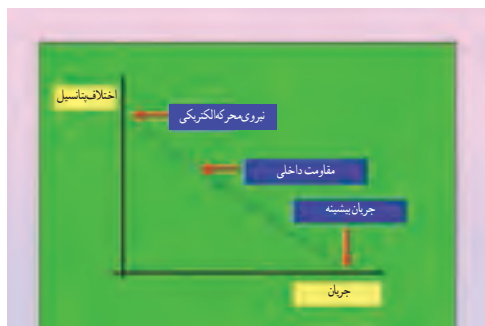 اختلاف پتانسیل
نیروی محرکه الکتریکی
مقاومت داخلی
جریان بیشینه
جریان